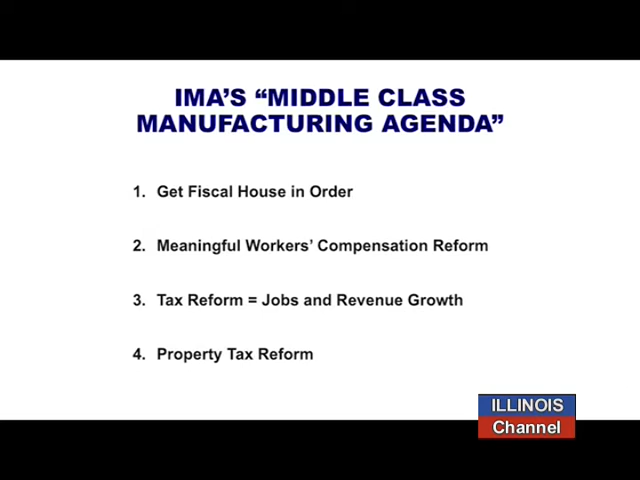 IMA'S “MIDDLE CLASS
MANUFACTURING AGENDA”
1. Get Fiscal House in Order
2. Meaningful Workers’ Compensation Reform
3. Tax Reform = Jobs and Revenue Growth
4. Property Tax Reform
ILLINOIS
Channel